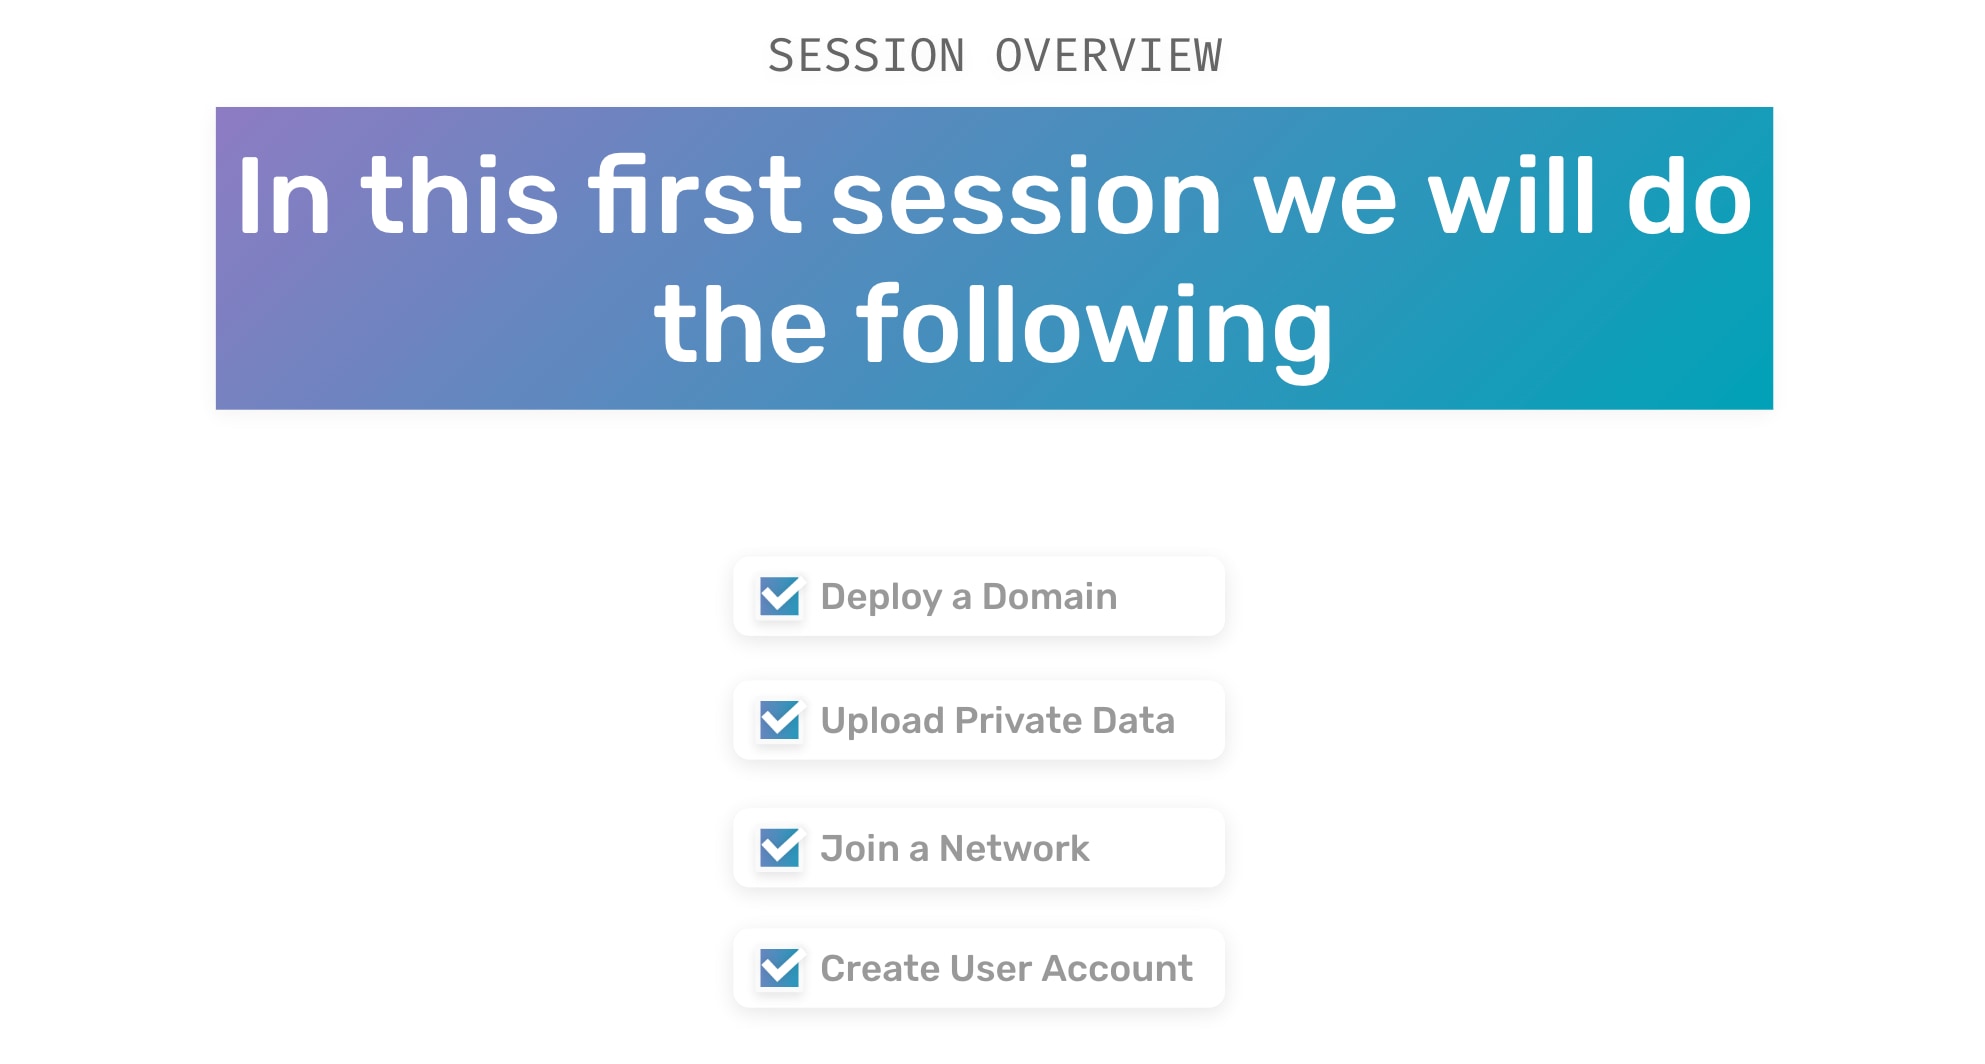 SESSION OVERVIEW
In this first session we will do
the following
Deploy a Domain
Upload Private Data
Join a Network
Create User Account